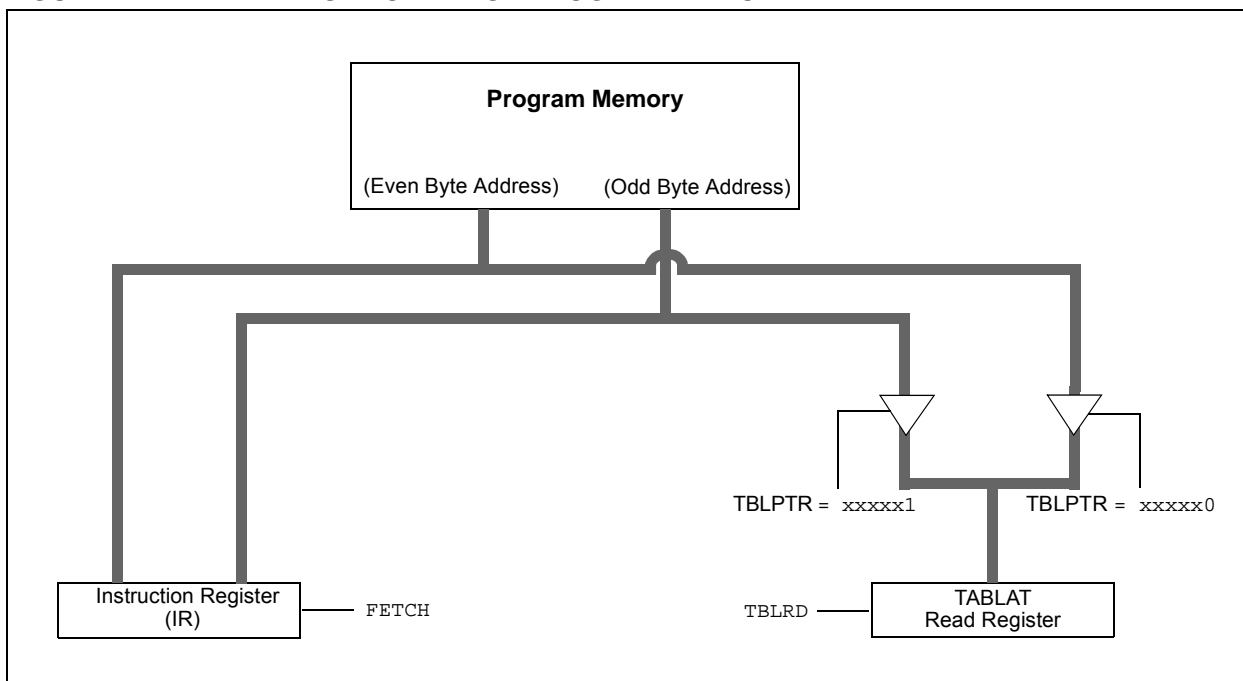 Program Memory
(Even Byte Address)
(Odd Byte Address)
TBLPTR = xxxxx1
TBLPTR = xxxxx0
Instruction Register
(IR)
FETCH
TBLRD
TABLAT
Read Register